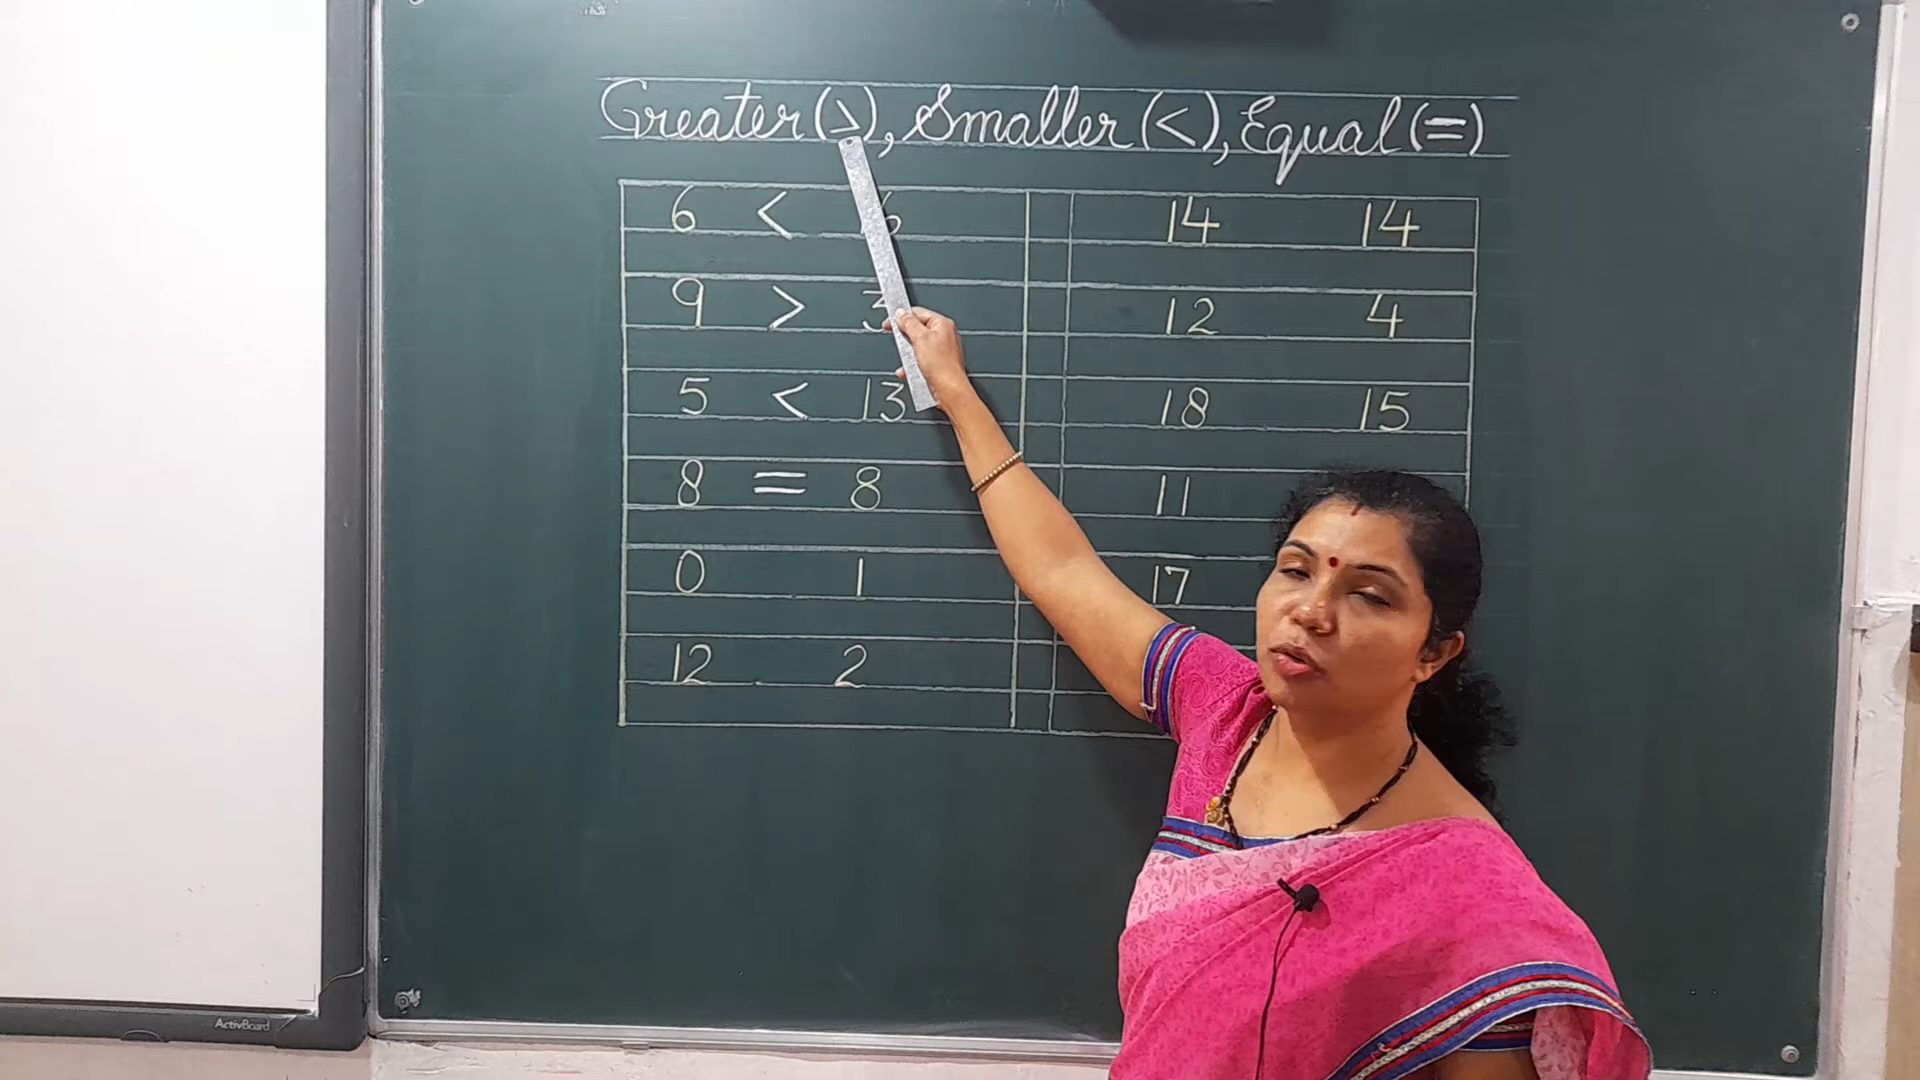 Greater (>), Smaller (<), Equal (=)
6 < 16 14 14
9 > 3 12 4
5 < 13 18 15
8 = 8 11
0 1 17
12 2
ActivBoard